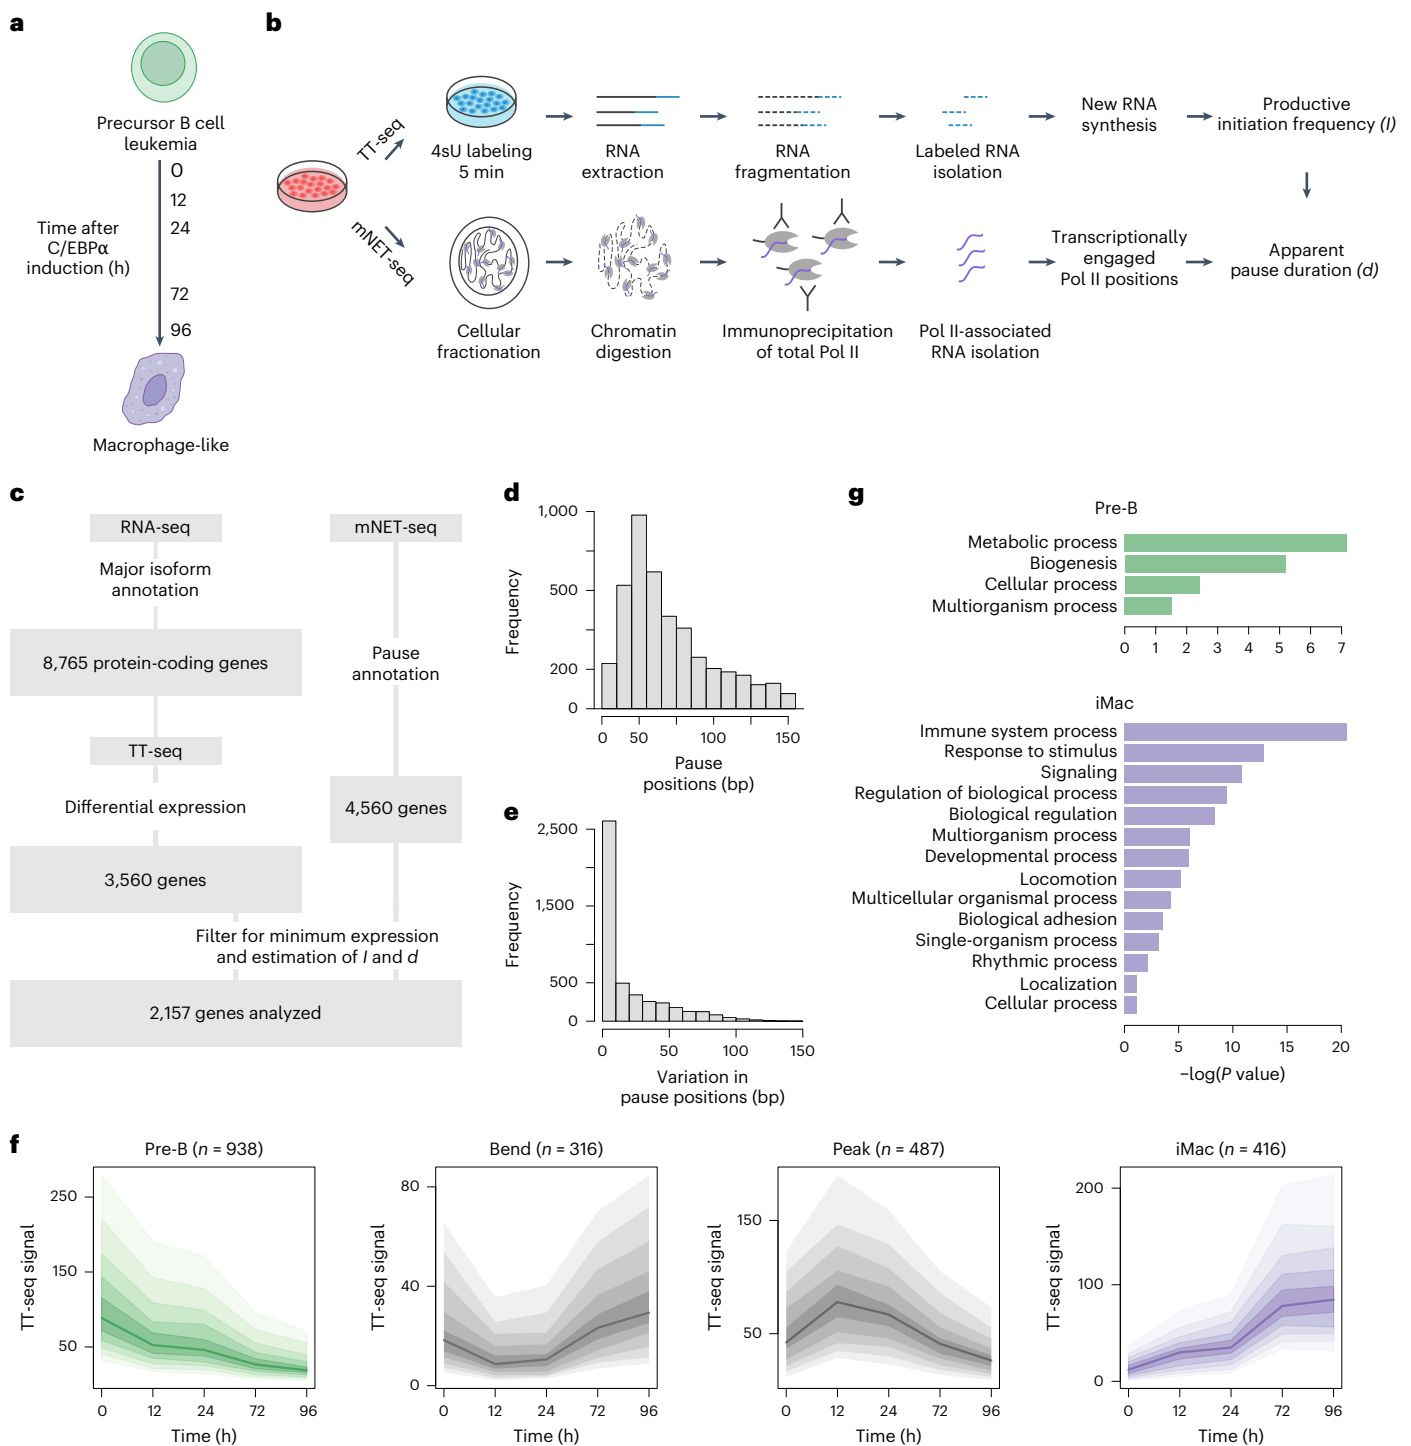 a
Precursor B cell
leukemia
0
12
24
Time after
C/EBPα
induction (h)
72
96
Macrophage-like
b
TT-seq
4sU labeling
5 min
RNA
extraction
RNA
fragmentation
Labeled RNA
isolation
New RNA
synthesis
Productive
initiation frequency (I)
mNET-seq
Cellular
fractionation
Chromatin
digestion
Immunoprecipitation
of total Pol II
Pol II-associated
RNA isolation
Transcriptionally
engaged
Pol II positions
Apparent
pause duration (d)
c
RNA-seq
mNET-seq
Major isoform
annotation
8,765 protein-coding genes
Pause
annotation
TT-seq
Differential expression
4,560 genes
3,560 genes
Filter for minimum expression
and estimation of I and d
2,157 genes analyzed
d
Frequency
1,000
500
200
0
0 50 100 150
Pause
positions (bp)
e
Frequency
2,500
1,500
500
0
0 50 100 150
Variation in
pause positions (bp)
g
Pre-B
Metabolic process
Biogenesis
Cellular process
Multiorganism process
0 1 2 3 4 5 6 7
iMac
Immune system process
Response to stimulus
Signaling
Regulation of biological process
Biological regulation
Multiorganism process
Developmental process
Locomotion
Multicellular organismal process
Biological adhesion
Single-organism process
Rhythmic process
Localization
Cellular process
0 5 10 15 20
−log(P value)
f
Pre-B (n = 938)
TT-seq signal
250
150
50
0 12 24 72 96
Time (h)
Bend (n = 316)
TT-seq signal
80
40
0
0 12 24 72 96
Time (h)
Peak (n = 487)
TT-seq signal
150
50
0 12 24 72 96
Time (h)
iMac (n = 416)
TT-seq signal
200
100
0
0 12 24 72 96
Time (h)